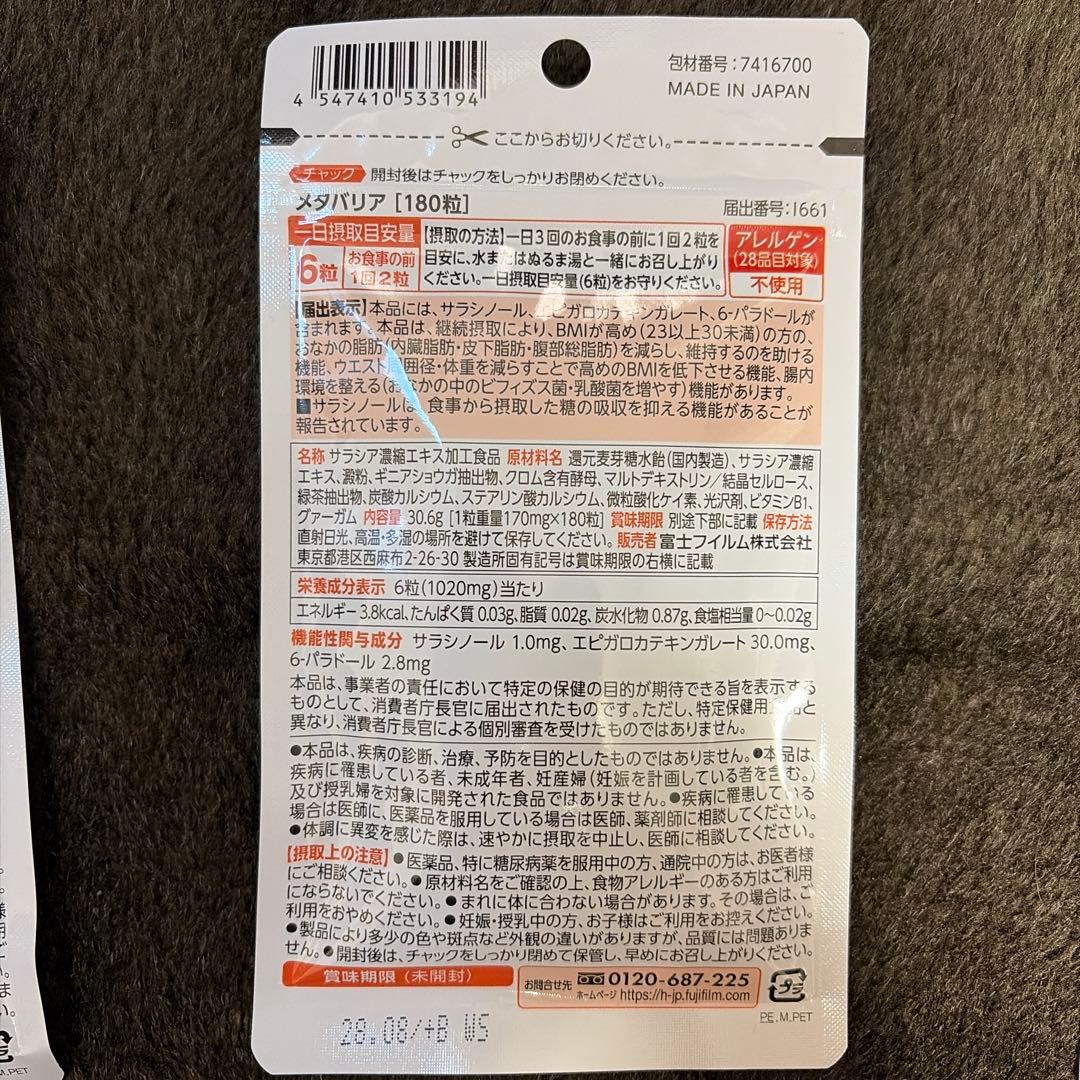 4 547410 533194
包材番号:7416700
MADE IN JAPAN
ここからお切りください。
チャック 開封後はチャックをしっかりお閉めください。
メタバリア [180粒]
届出番号:I661
一日摂取目安量
6粒 お食事の前 1回2粒
【摂取の方法】一日3回のお食事の前に1回2粒を
目安に、水またはぬるま湯と一緒にお召し上がり
ください。一日摂取目安量(6粒)をお守りください。
アレルゲン
(28品目対象)
不使用
【届出表示】本品には、サラシノール、エピガロカテキンガレート、6-パラドールが
含まれます。本品は、継続摂取により、BMIが高め(23以上30未満)の方の、
おなかの脂肪(内臓脂肪・皮下脂肪・腹部総脂肪)を減らし、維持するのを助ける
機能、ウエスト周囲径・体重を減らすことで高めのBMIを低下させる機能、腸内
環境を整える(おなかの中のビフィズス菌・乳酸菌を増やす)機能があります。
■サラシノールは、食事から摂取した糖の吸収を抑える機能があることが
報告されています。
名称 サラシア濃縮エキス加工食品 原材料名 還元麦芽糖水飴(国内製造)、サラシア濃縮
エキス、澱粉、ギニアショウガ抽出物、クロム含有酵母、マルトデキストリン/結晶セルロース、
緑茶抽出物、炭酸カルシウム、ステアリン酸カルシウム、微粒酸化ケイ素、光沢剤、ビタミンB1、
グァーガム 内容量 30.6g [1粒重量170mg×180粒] 賞味期限 別途下部に記載 保存方法
直射日光、高温・多湿の場所を避けて保存してください。 販売者 富士フイルム株式会社
東京都港区西麻布2-26-30 製造所固有記号は賞味期限の右横に記載
栄養成分表示 6粒(1020mg)当たり
エネルギー 3.8kcal、たんぱく質 0.03g、脂質 0.02g、炭水化物 0.87g、食塩相当量 0～0.02g
機能性関与成分 サラシノール 1.0mg、エピガロカテキンガレート 30.0mg、
6-パラドール 2.8mg
本品は、事業者の責任において特定の保健の目的が期待できる旨を表示する
ものとして、消費者庁長官に届出されたものです。ただし、特定保健用食品と
異なり、消費者庁長官による個別審査を受けたものではありません。
●本品は、疾病の診断、治療、予防を目的としたものではありません。●本品は、
疾病に罹患している者、未成年者、妊産婦(妊娠を計画している者を含む。)
及び授乳婦を対象に開発された食品ではありません。●疾病に罹患している
場合は医師に、医薬品を服用している場合は医師、薬剤師に相談してください。
●体調に異変を感じた際は、速やかに摂取を中止し、医師に相談してください。
【摂取上の注意】●医薬品、特に糖尿病薬を服用中の方、通院中の方は、お医者様
にご相談ください。●原材料名をご確認の上、食物アレルギーのある方はご利用
にならないでください。●まれに体に合わない場合があります。その場合は、ご
利用をおやめください。●妊娠・授乳中の方、お子様はご利用をお控えください。
●製品により多少の色や斑点など外観の違いがありますが、品質には問題ありま
せん。●開封後は、チャックをしっかり閉めて保管し、早めにお召し上がりください。
賞味期限(未開封)
お問合せ先 0120-687-225
ホームページ https://h-jp.fujifilm.com
プラ
PE,M,PET
28.08/+B W5